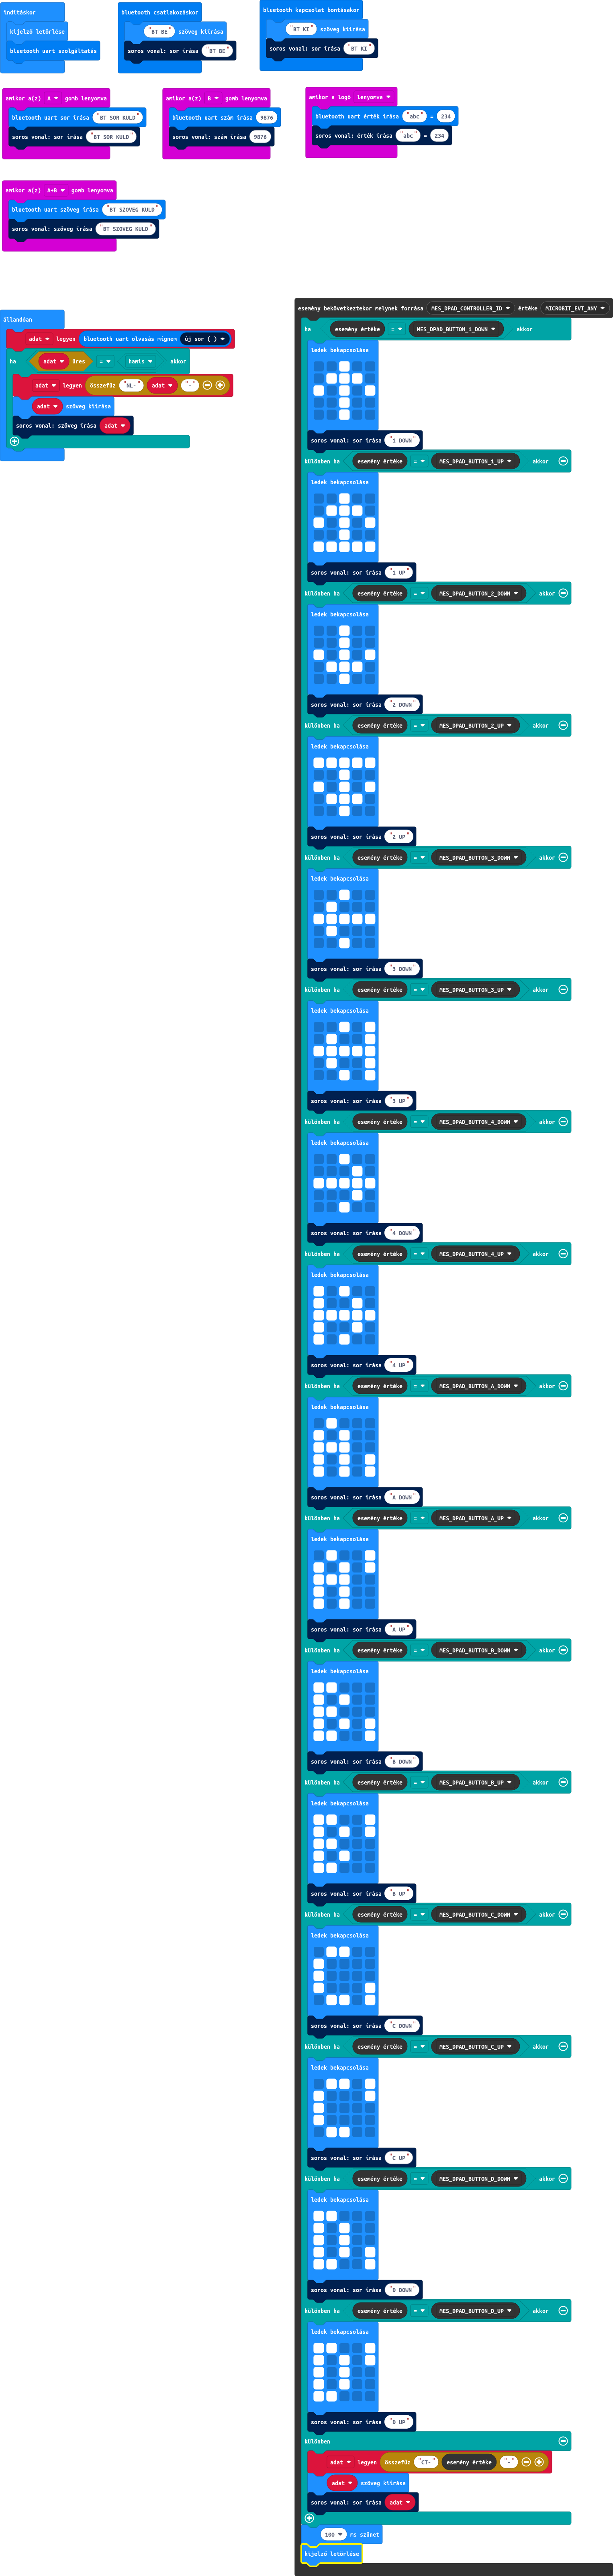 indításkor
kijelző letörlése
bluetooth uart szolgáltatás
bluetooth csatlakozáskor
"BT BE" szöveg kiírása
soros vonal: sor írása "BT BE"
bluetooth kapcsolat bontásakor
"BT KI" szöveg kiírása
soros vonal: sor írása "BT KI"
amikor a(z) A gomb lenyomva
bluetooth uart sor írása "BT SOR KULD"
soros vonal: sor írása "BT SOR KULD"
amikor a(z) B gomb lenyomva
bluetooth uart szám írása 9876
soros vonal: szám írása 9876
amikor a logó lenyomva
bluetooth uart érték írása "abc" = 234
soros vonal: érték írása "abc" = 234
amikor a(z) A+B gomb lenyomva
bluetooth uart szöveg írása "BT SZOVEG KULD"
soros vonal: szöveg írása "BT SZOVEG KULD"
állandóan
adat legyen bluetooth uart olvasás mígnem új sor ( )
ha adat üres = hamis akkor
adat legyen összefűz "NL-" adat "-"
adat szöveg kiírása
soros vonal: szöveg írása adat
esemény bekövetkeztekor melynek forrása MES_DPAD_CONTROLLER_ID értéke MICROBIT_EVT_ANY
ha esemény értéke = MES_DPAD_BUTTON_1_DOWN akkor
ledek bekapcsolása
soros vonal: sor írása "1 DOWN"
különben ha esemény értéke = MES_DPAD_BUTTON_1_UP akkor
ledek bekapcsolása
soros vonal: sor írása "1 UP"
különben ha esemény értéke = MES_DPAD_BUTTON_2_DOWN akkor
ledek bekapcsolása
soros vonal: sor írása "2 DOWN"
különben ha esemény értéke = MES_DPAD_BUTTON_2_UP akkor
ledek bekapcsolása
soros vonal: sor írása "2 UP"
különben ha esemény értéke = MES_DPAD_BUTTON_3_DOWN akkor
ledek bekapcsolása
soros vonal: sor írása "3 DOWN"
különben ha esemény értéke = MES_DPAD_BUTTON_3_UP akkor
ledek bekapcsolása
soros vonal: sor írása "3 UP"
különben ha esemény értéke = MES_DPAD_BUTTON_4_DOWN akkor
ledek bekapcsolása
soros vonal: sor írása "4 DOWN"
különben ha esemény értéke = MES_DPAD_BUTTON_4_UP akkor
ledek bekapcsolása
soros vonal: sor írása "4 UP"
különben ha esemény értéke = MES_DPAD_BUTTON_A_DOWN akkor
ledek bekapcsolása
soros vonal: sor írása "A DOWN"
különben ha esemény értéke = MES_DPAD_BUTTON_A_UP akkor
ledek bekapcsolása
soros vonal: sor írása "A UP"
különben ha esemény értéke = MES_DPAD_BUTTON_B_DOWN akkor
ledek bekapcsolása
soros vonal: sor írása "B DOWN"
különben ha esemény értéke = MES_DPAD_BUTTON_B_UP akkor
ledek bekapcsolása
soros vonal: sor írása "B UP"
különben ha esemény értéke = MES_DPAD_BUTTON_C_DOWN akkor
ledek bekapcsolása
soros vonal: sor írása "C DOWN"
különben ha esemény értéke = MES_DPAD_BUTTON_C_UP akkor
ledek bekapcsolása
soros vonal: sor írása "C UP"
különben ha esemény értéke = MES_DPAD_BUTTON_D_DOWN akkor
ledek bekapcsolása
soros vonal: sor írása "D DOWN"
különben ha esemény értéke = MES_DPAD_BUTTON_D_UP akkor
ledek bekapcsolása
soros vonal: sor írása "D UP"
különben
adat legyen összefűz "CT-" esemény értéke "-"
adat szöveg kiírása
soros vonal: sor írása adat
100 ms szünet
kijelző letörlése